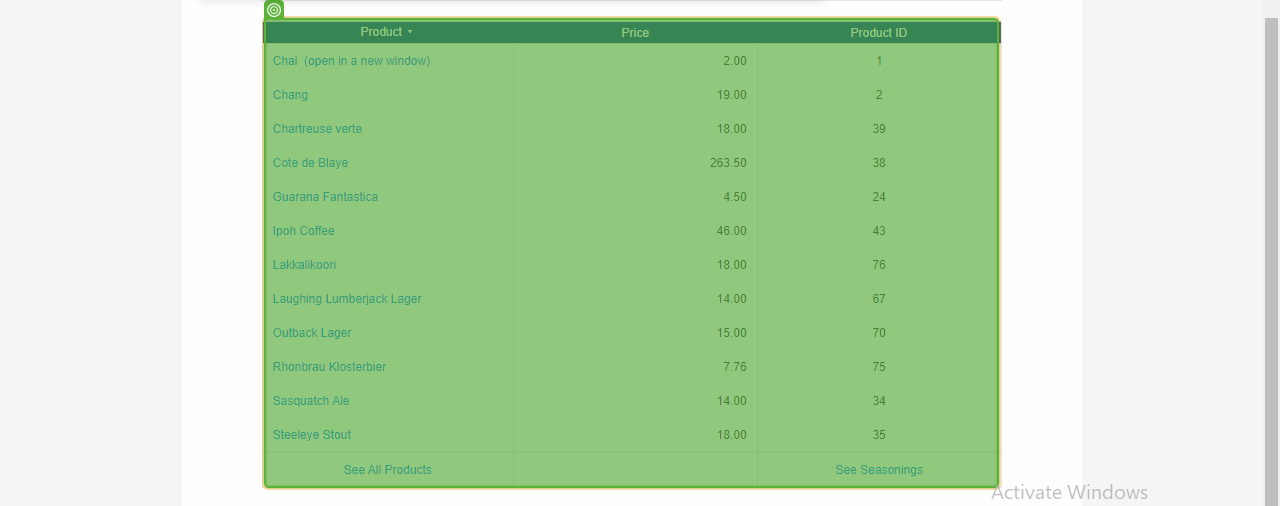 Product Price Product ID
Chai (open in a new window) 2.00 1
Chang 19.00 2
Chartreuse verte 18.00 39
Cote de Blaye 263.50 38
Guarana Fantastica 4.50 24
Ipoh Coffee 46.00 43
Lakkalikoori 18.00 76
Laughing Lumberjack Lager 14.00 67
Outback Lager 15.00 70
Rhonbrau Klosterbier 7.76 75
Sasquatch Ale 14.00 34
Steeleye Stout 18.00 35
See All Products See Seasonings
Activate Windows